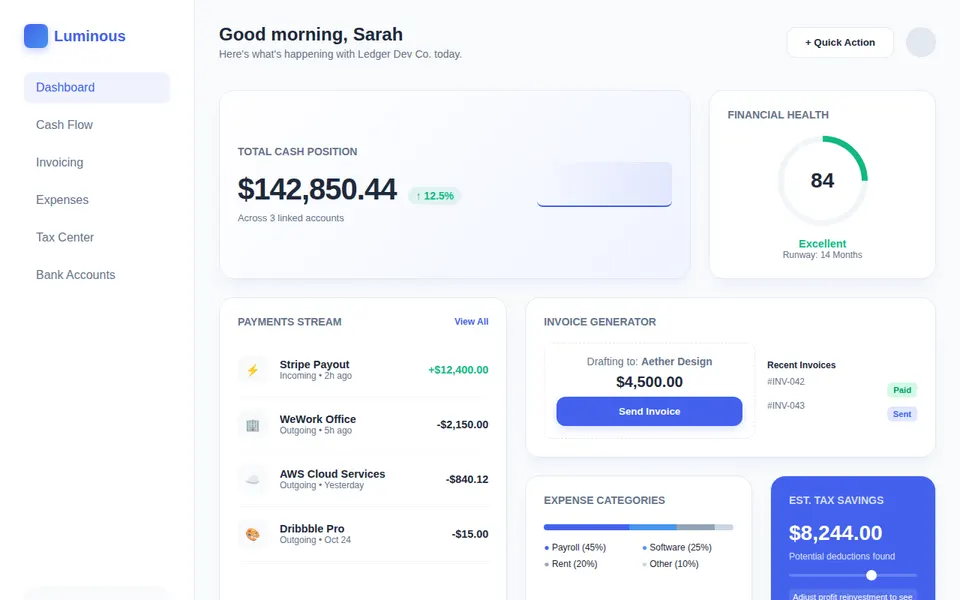 Luminous
Dashboard
Cash Flow
Invoicing
Expenses
Tax Center
Bank Accounts
Good morning, Sarah
Here's what's happening with Ledger Dev Co. today.
+ Quick Action
TOTAL CASH POSITION
$142,850.44
↑ 12.5%
Across 3 linked accounts
FINANCIAL HEALTH
84
Excellent
Runway: 14 Months
PAYMENTS STREAM
View All
Stripe Payout
Incoming • 2h ago
+$12,400.00
WeWork Office
Outgoing • 5h ago
-$2,150.00
AWS Cloud Services
Outgoing • Yesterday
-$840.12
Dribbble Pro
Outgoing • Oct 24
-$15.00
INVOICE GENERATOR
Drafting to: Aether Design
$4,500.00
Send Invoice
Recent Invoices
#INV-042
Paid
#INV-043
Sent
EXPENSE CATEGORIES
Payroll (45%)
Software (25%)
Rent (20%)
Other (10%)
EST. TAX SAVINGS
$8,244.00
Potential deductions found
Adjust profit reinvestment to see